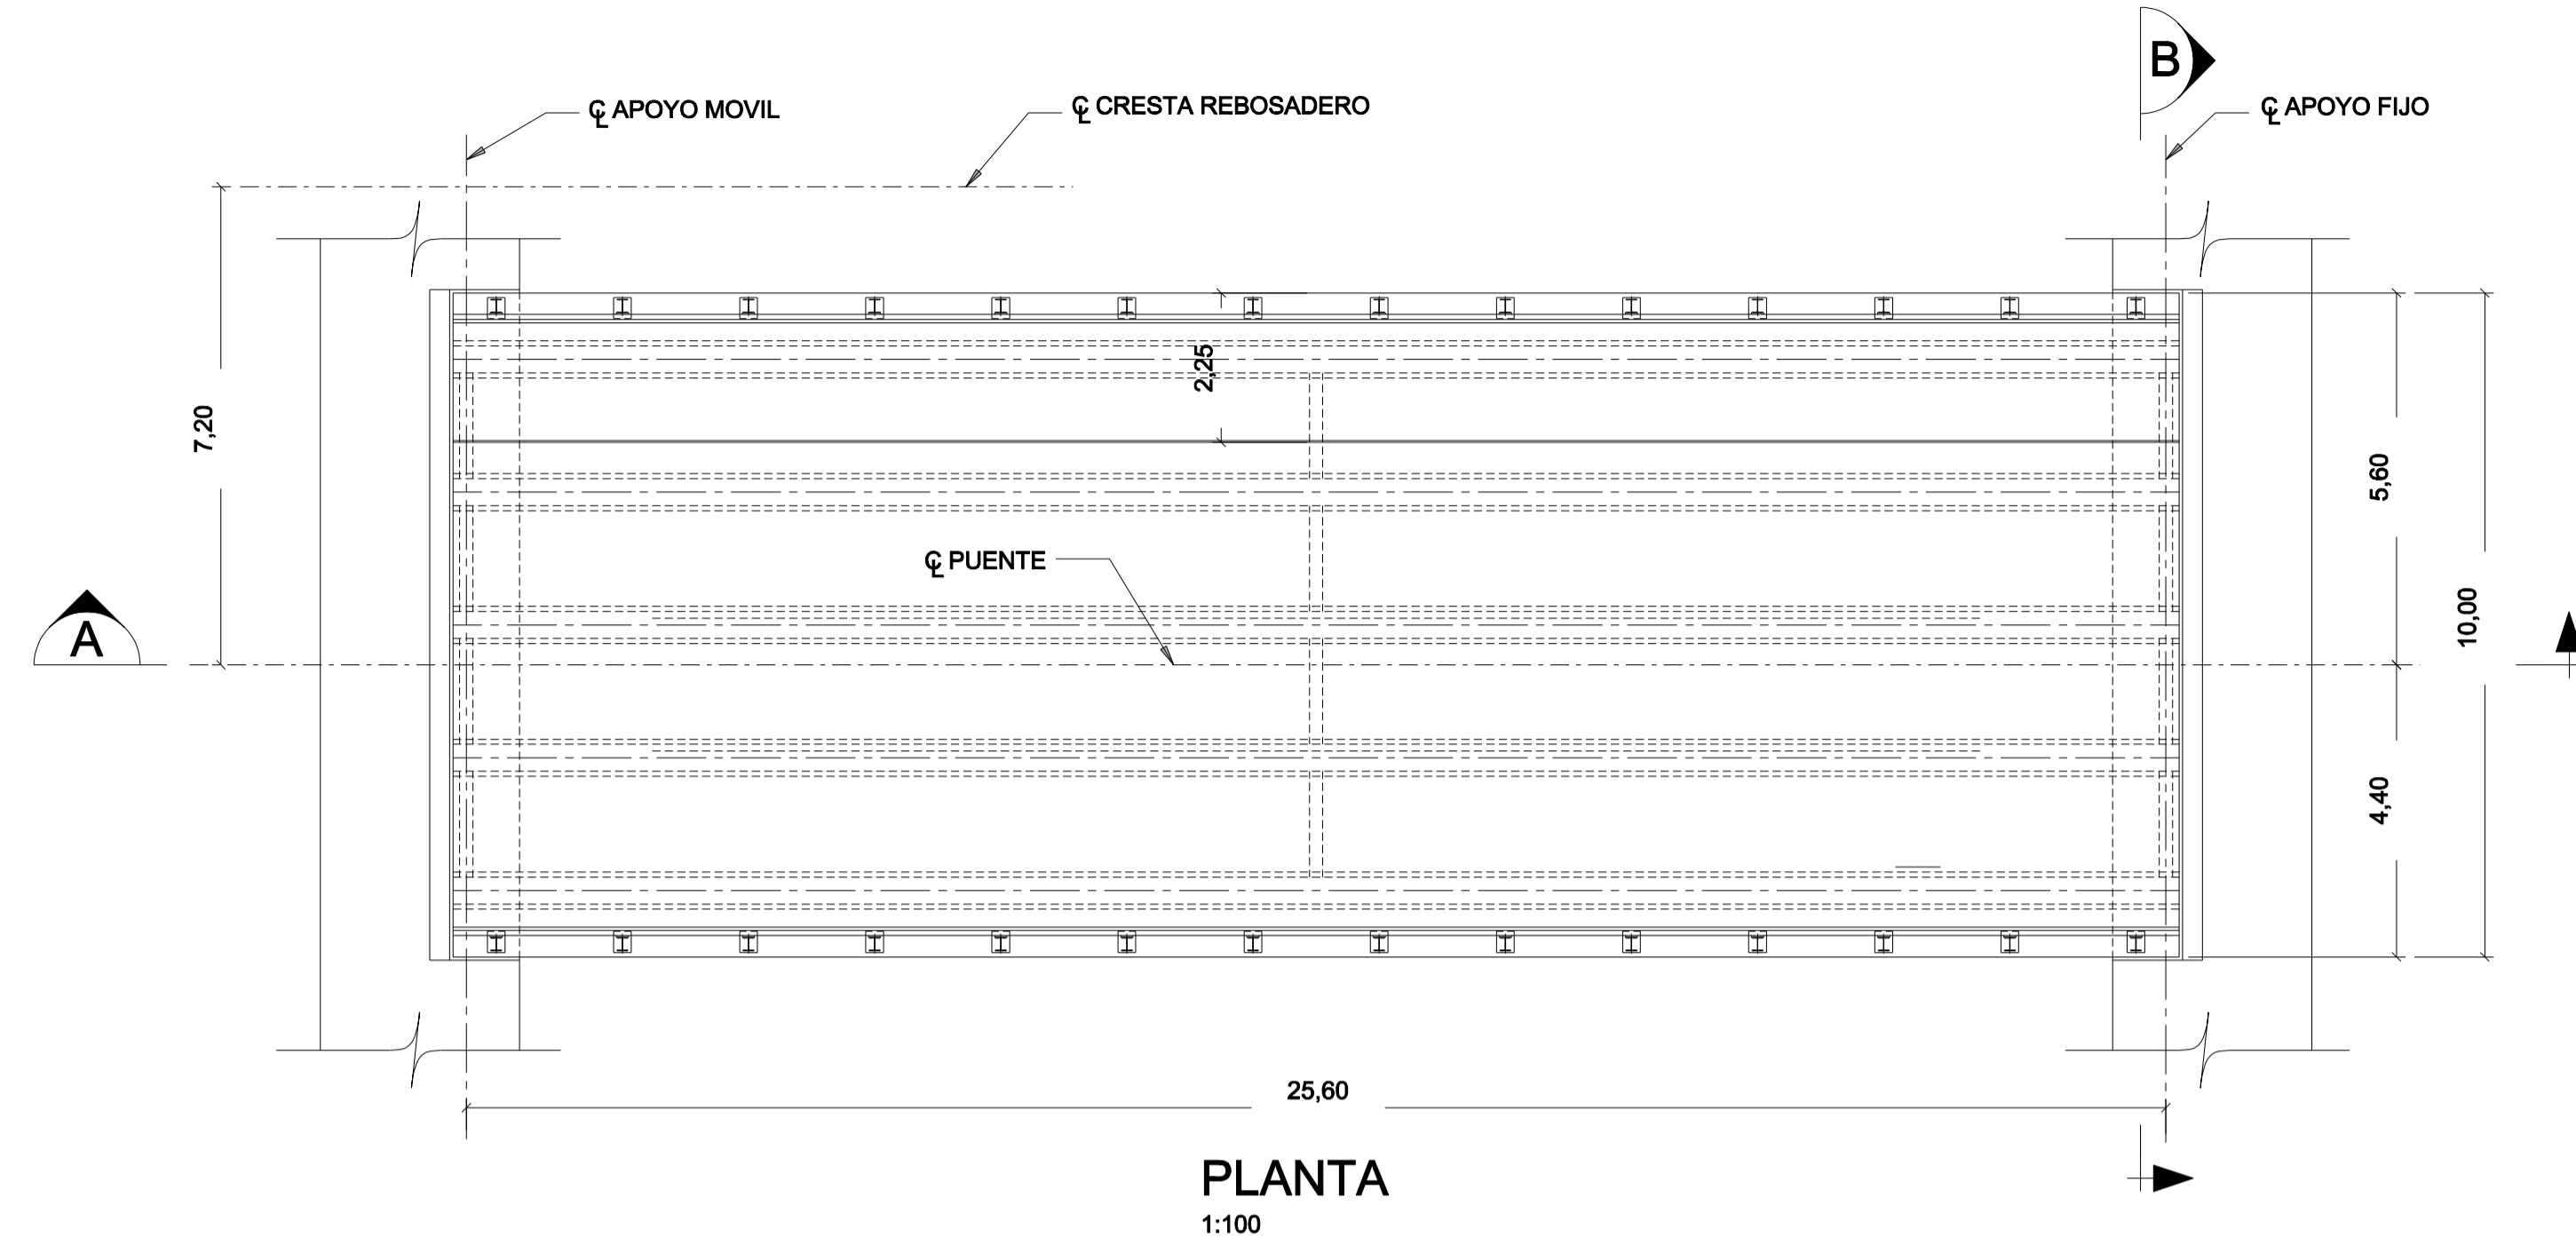 B
℄ APOYO MOVIL
℄ CRESTA REBOSADERO
℄ APOYO FIJO
2,25
7,20
5,60
℄ PUENTE
10,00
A
4,40
25,60
PLANTA
1:100